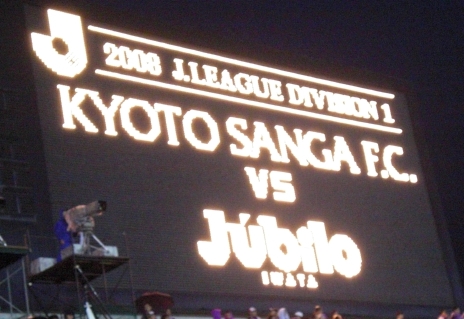 J
2008 J.LEAGUE DIVISION 1
KYOTO SANGA F.C.
VS
Júbilo
IWATA